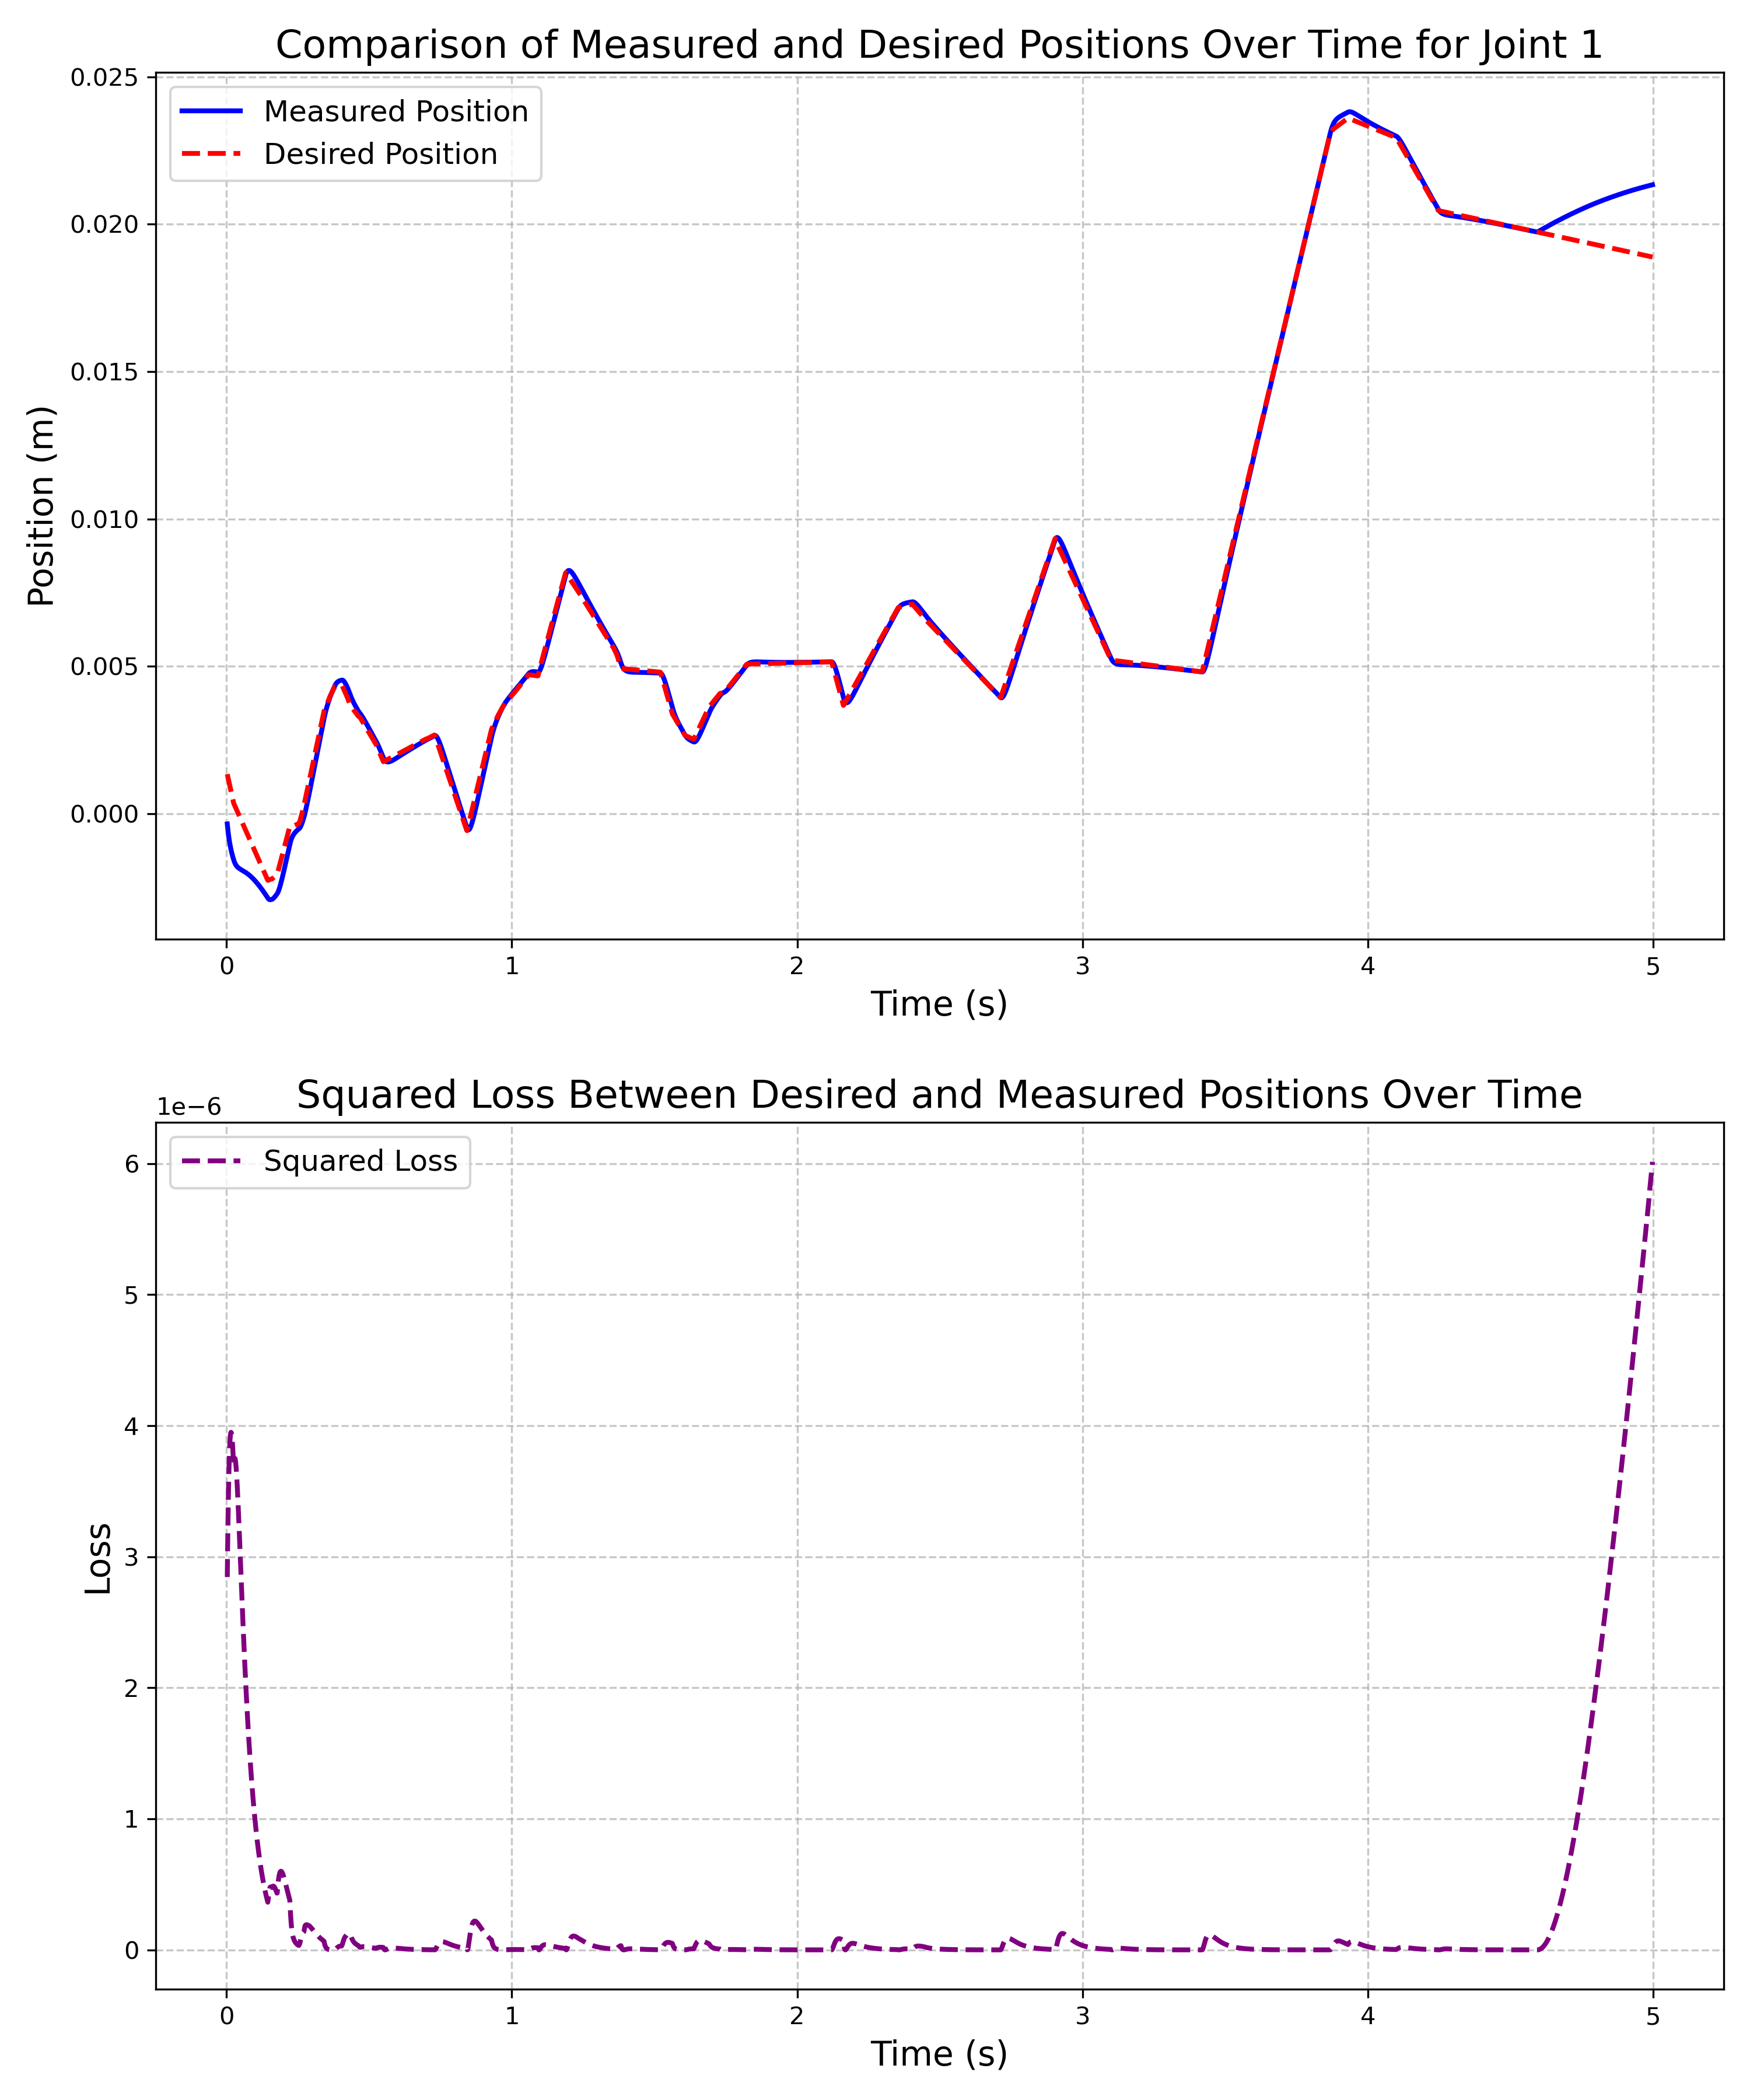 Comparison of Measured and Desired Positions Over Time for Joint 1
Measured Position
Desired Position
Position (m)
0.025
0.020
0.015
0.010
0.005
0.000
0 1 2 3 4 5
Time (s)
Squared Loss Between Desired and Measured Positions Over Time
1e−6
Squared Loss
Loss
6
5
4
3
2
1
0
0 1 2 3 4 5
Time (s)